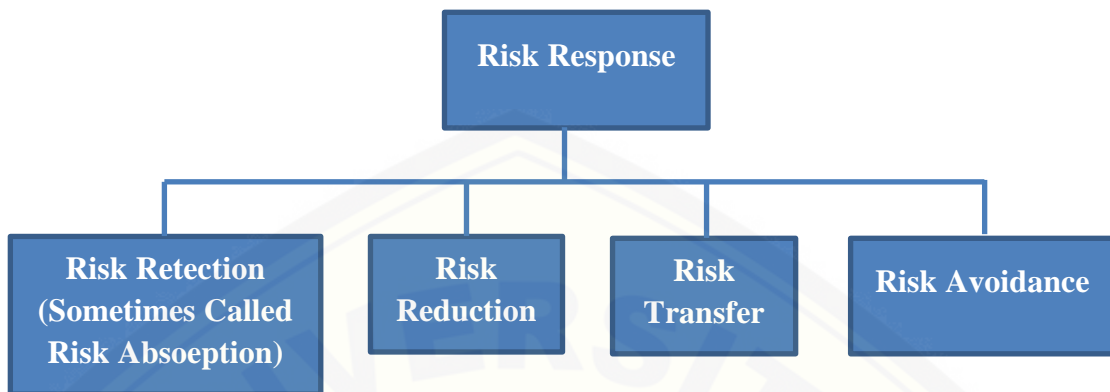 Risk Response
Risk Retection
(Sometimes Called
Risk Absoeption)
Risk
Reduction
Risk
Transfer
Risk Avoidance